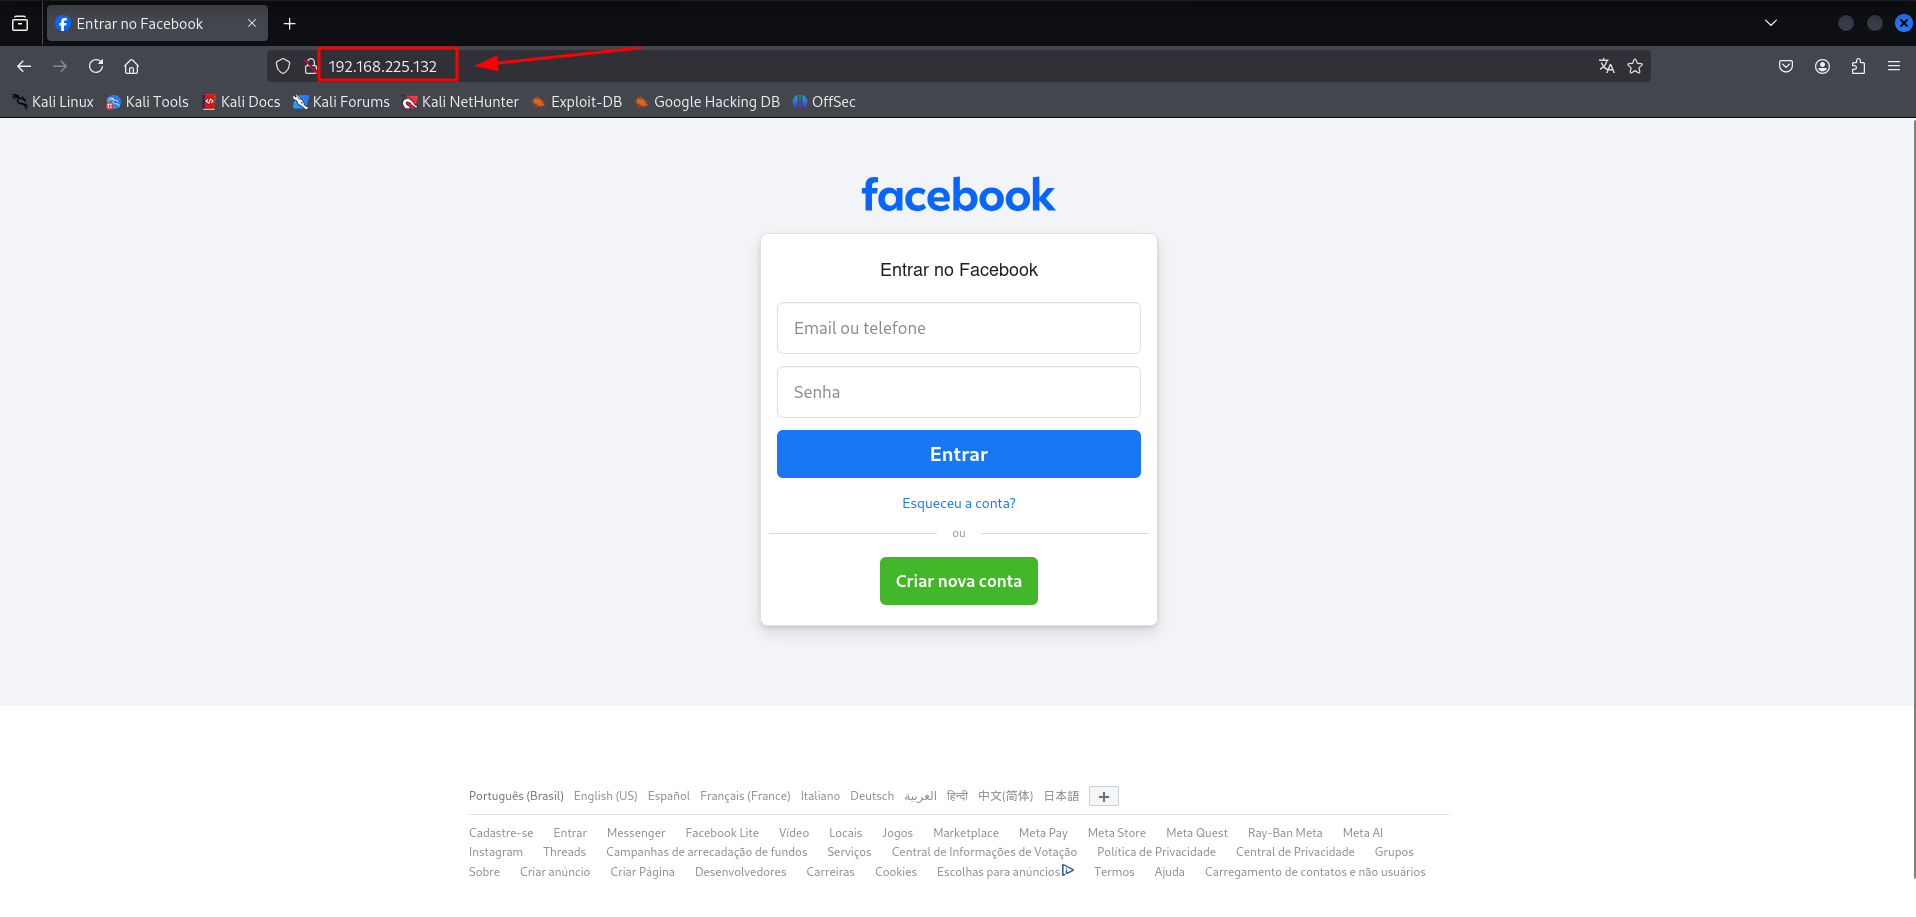 Entrar no Facebook
192.168.225.132
Kali Linux Kali Tools Kali Docs Kali Forums Kali NetHunter Exploit-DB Google Hacking DB OffSec
facebook
Entrar no Facebook
Email ou telefone
Senha
Entrar
Esqueceu a conta?
ou
Criar nova conta
Português (Brasil) English (US) Español Français (France) Italiano Deutsch العربية हिन्दी 中文(简体) 日本語
Cadastre-se Entrar Messenger Facebook Lite Vídeo Locais Jogos Marketplace Meta Pay Meta Store Meta Quest Ray-Ban Meta Meta AI
Instagram Threads Campanhas de arrecadação de fundos Serviços Central de Informações de Votação Política de Privacidade Central de Privacidade Grupos
Sobre Criar anúncio Criar Página Desenvolvedores Carreiras Cookies Escolhas para anúncios Termos Ajuda Carregamento de contatos e não usuários